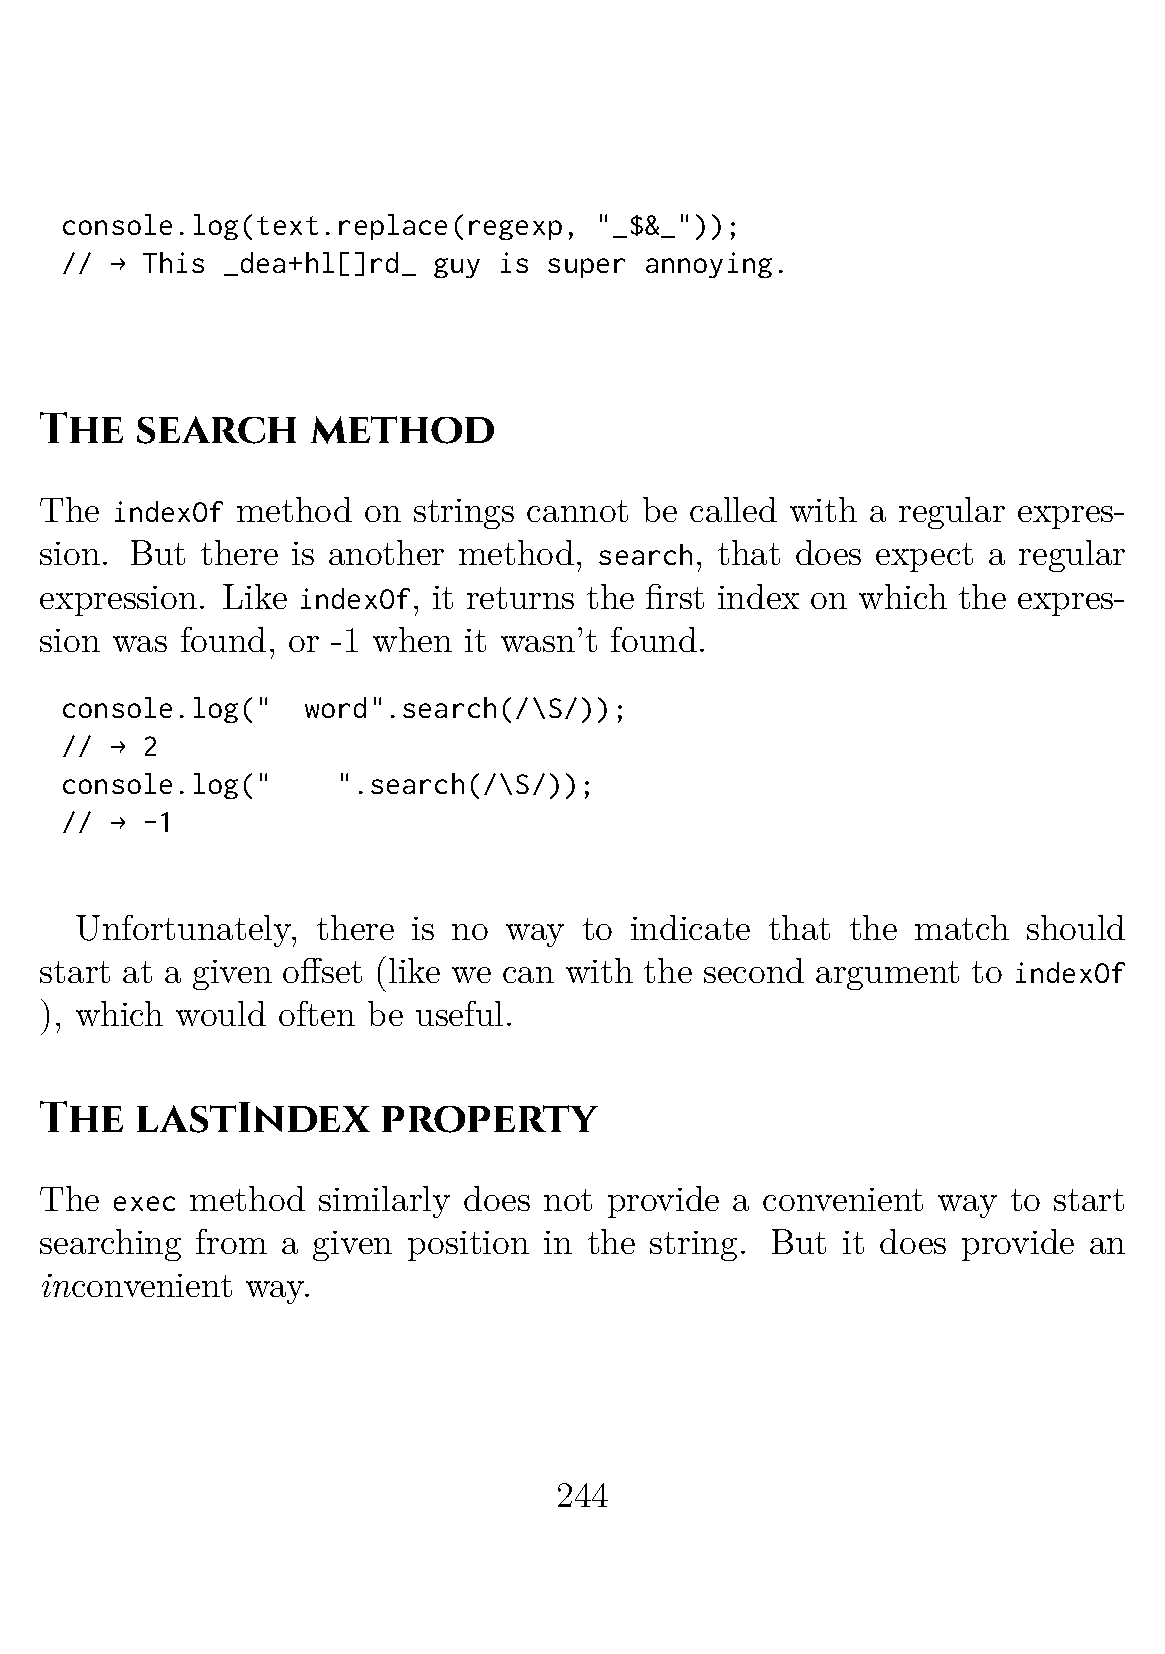 console.log(text.replace(regexp, "_$&_"));
// → This _dea+hl[]rd_ guy is super annoying.
The search method
The indexOf method on strings cannot be called with a regular expres-
sion. But there is another method, search, that does expect a regular
expression. Like indexOf, it returns the first index on which the expres-
sion was found, or -1 when it wasn't found.
console.log("  word".search(/\S/));
// → 2
console.log("    ".search(/\S/));
// → -1
Unfortunately, there is no way to indicate that the match should
start at a given offset (like we can with the second argument to indexOf
), which would often be useful.
The lastIndex property
The exec method similarly does not provide a convenient way to start
searching from a given position in the string. But it does provide an
inconvenient way.
244